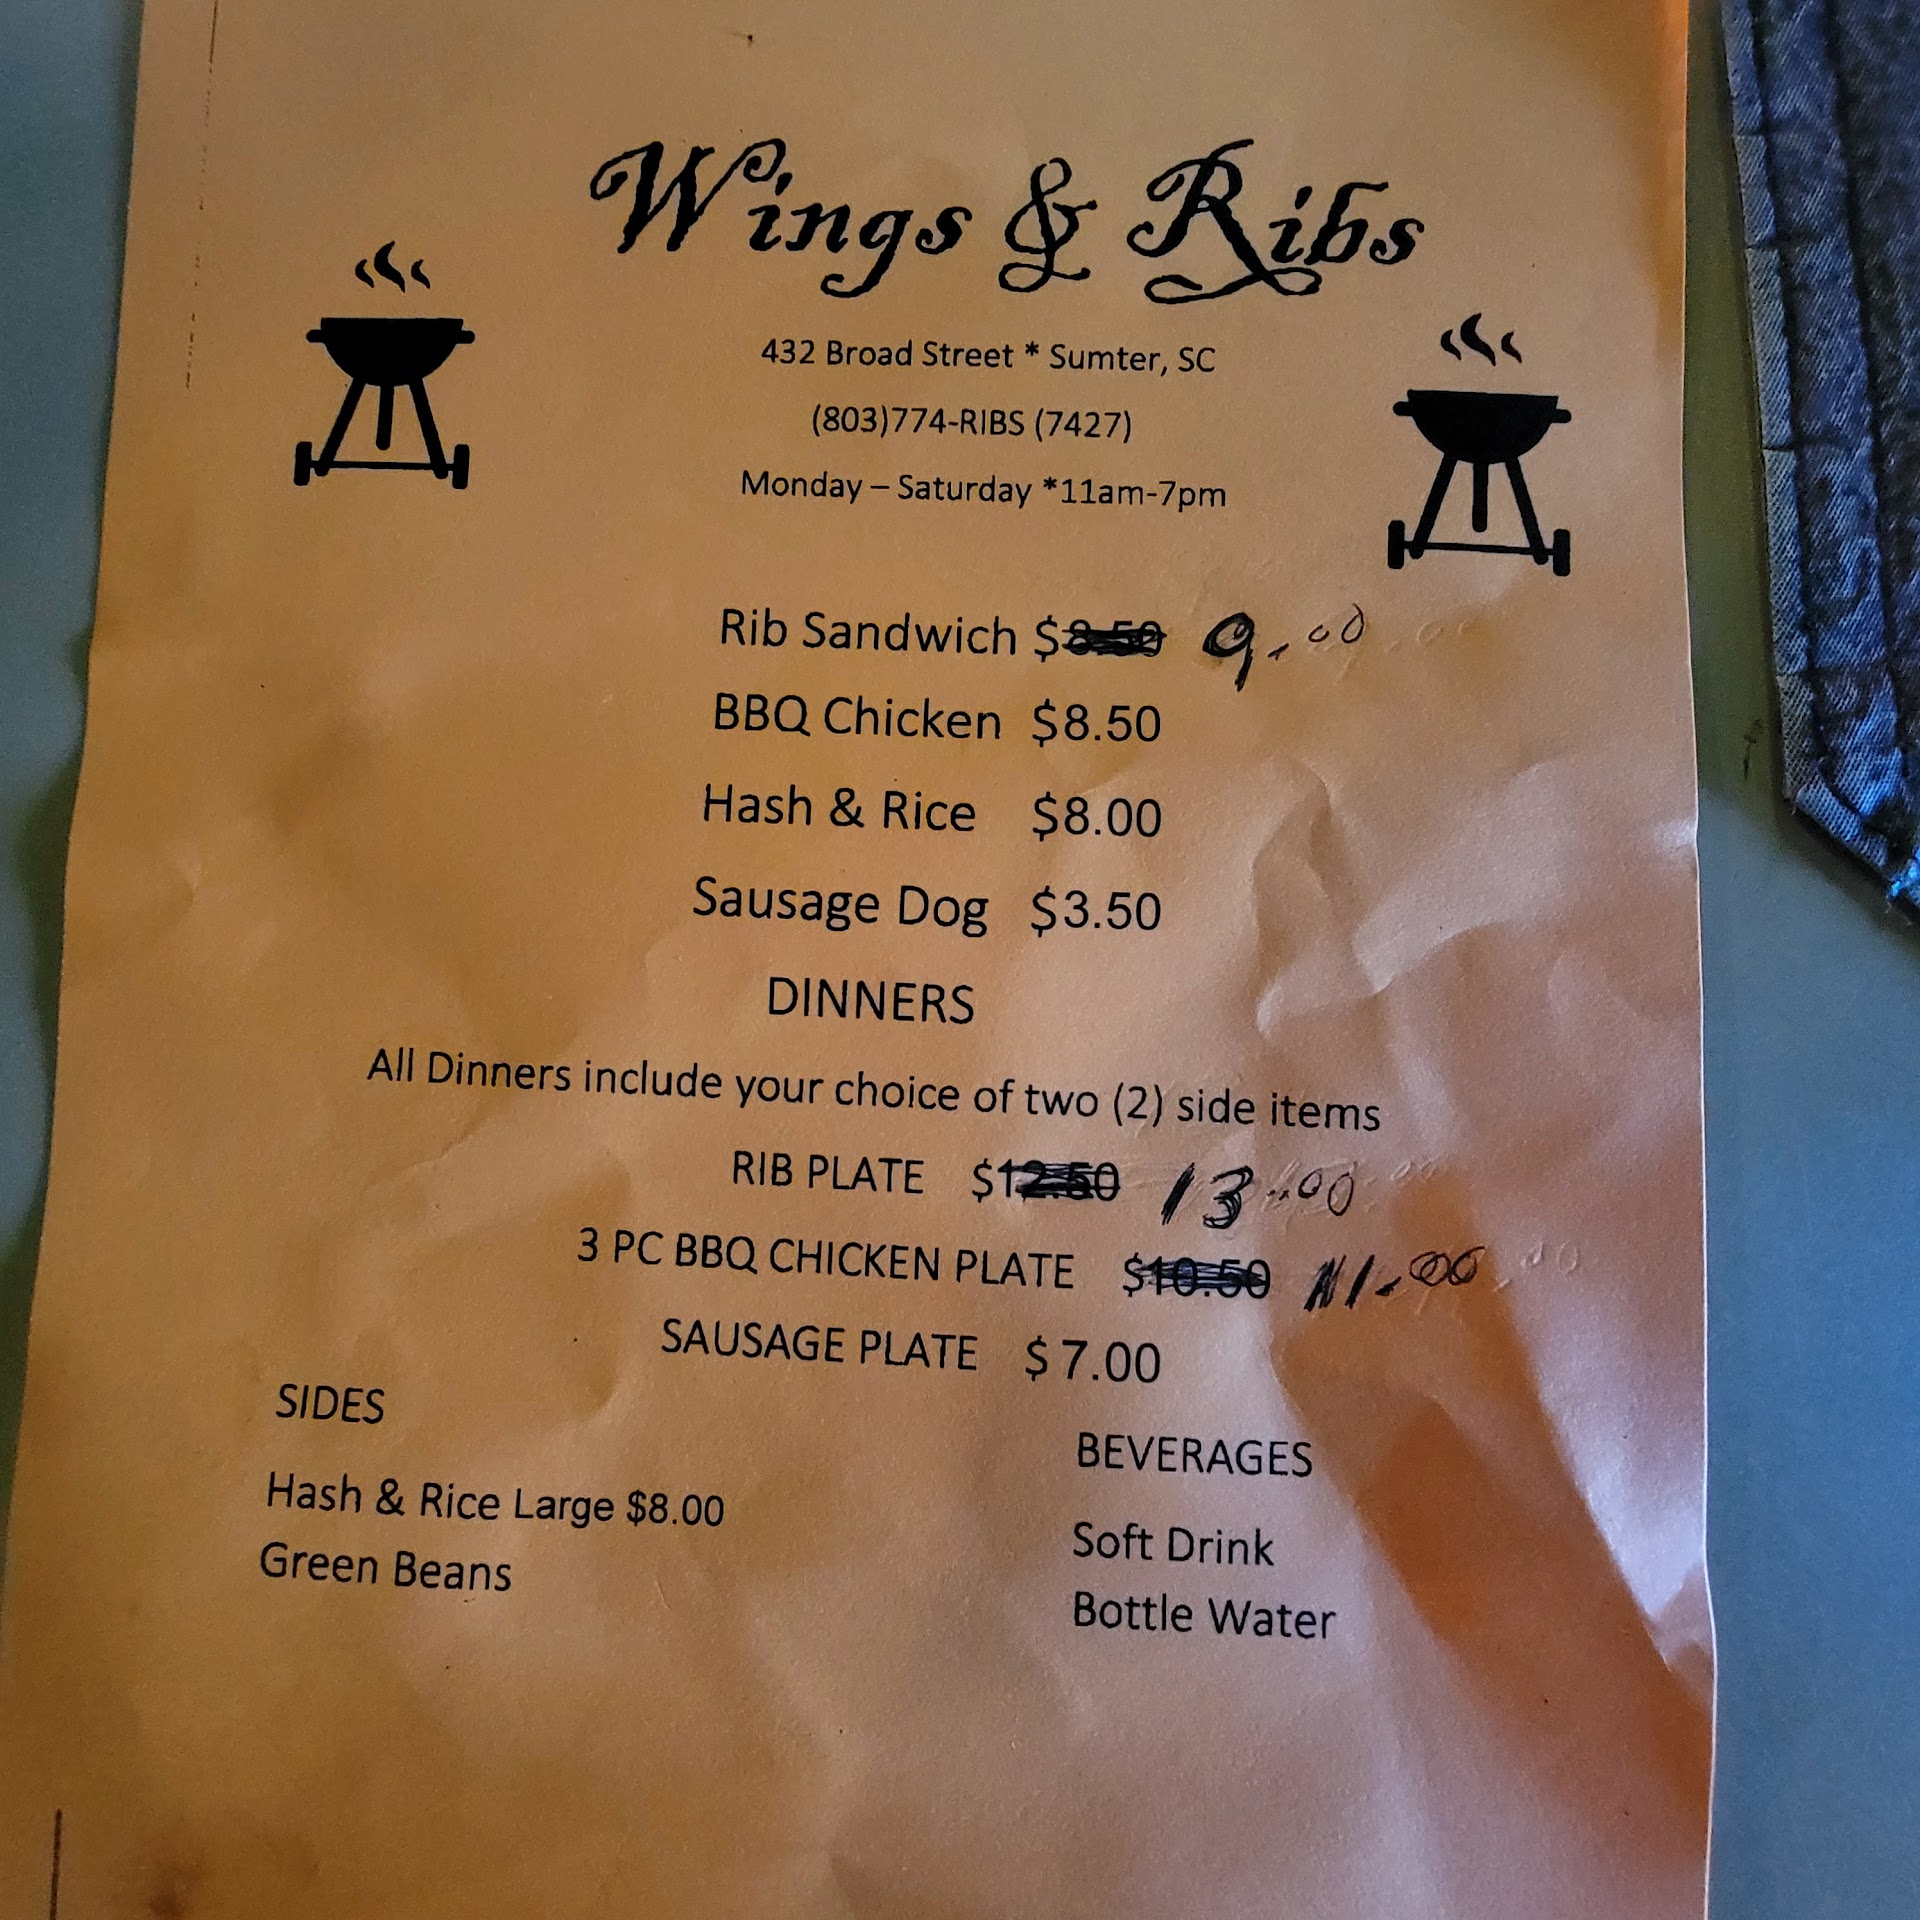 Wings & Ribs
432 Broad Street * Sumter, SC
(803)774-RIBS (7427)
Monday – Saturday *11am-7pm
Rib Sandwich $8.50 9.00
BBQ Chicken $8.50
Hash & Rice $8.00
Sausage Dog $3.50
DINNERS
All Dinners include your choice of two (2) side items
RIB PLATE $12.50 13.00
3 PC BBQ CHICKEN PLATE $10.50 11.00
SAUSAGE PLATE $7.00
SIDES
Hash & Rice Large $8.00
Green Beans
BEVERAGES
Soft Drink
Bottle Water